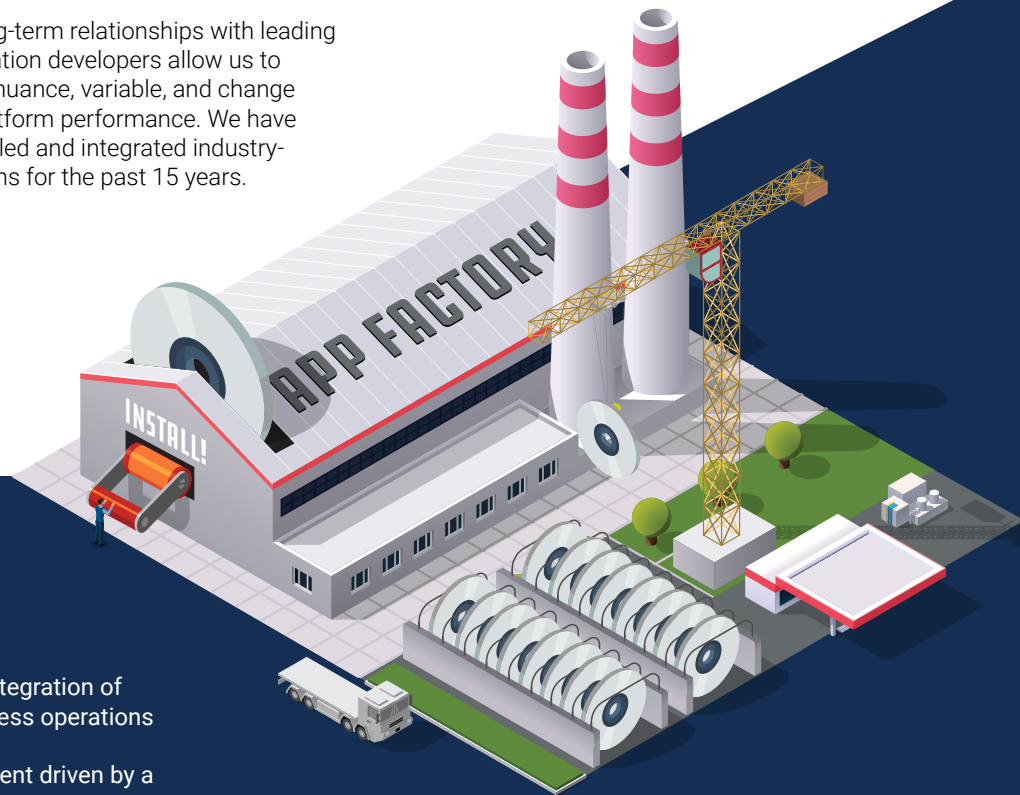 g-term relationships with leading
ation developers allow us to
nuance, variable, and change
tform performance. We have
led and integrated industry-
ns for the past 15 years.
APP FACTORY
INSTALL!
tegration of
ess operations
ent driven by a